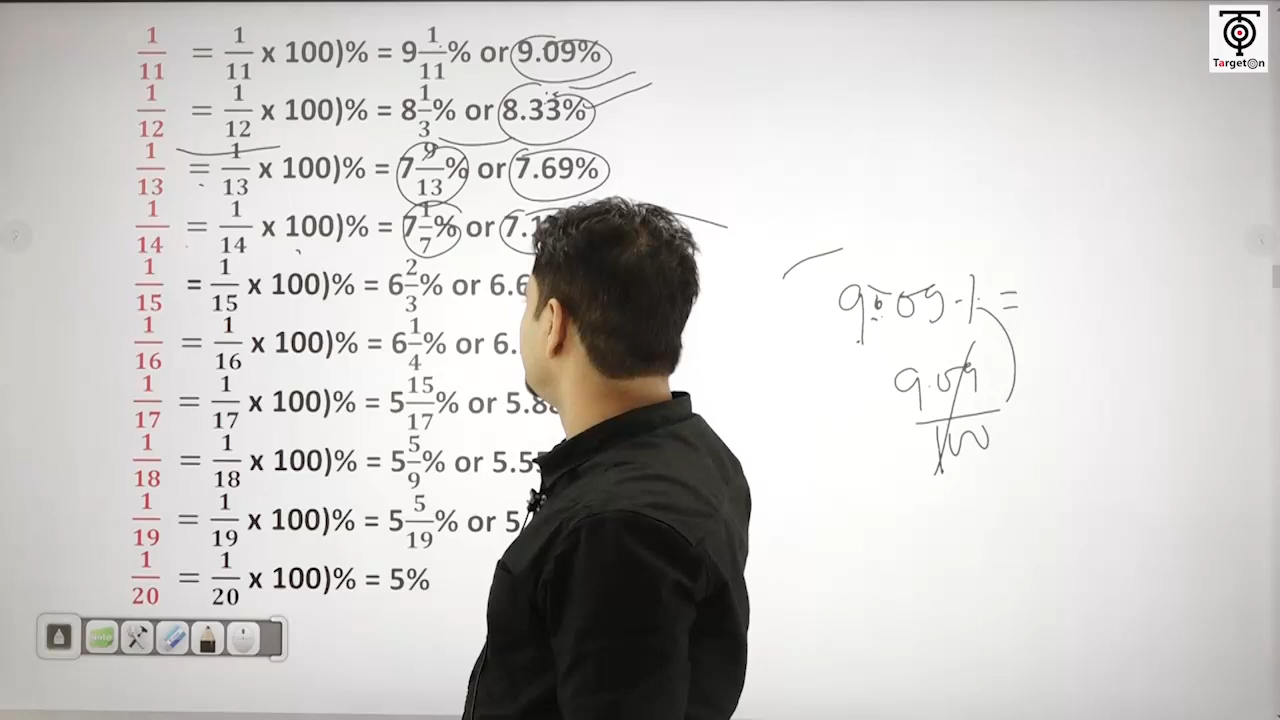 TargetOn
1/11 = 1/11 x 100)% = 9 1/11% or 9.09%
1/12 = 1/12 x 100)% = 8 1/3% or 8.33%
1/13 = 1/13 x 100)% = 7 9/13% or 7.69%
1/14 = 1/14 x 100)% = 7 1/7% or
1/15 = 1/15 x 100)% = 6 2/3% or
1/16 = 1/16 x 100)% = 6 1/4% or
1/17 = 1/17 x 100)% = 5 15/17% or
1/18 = 1/18 x 100)% = 5 5/9% or
1/19 = 1/19 x 100)% = 5 5/19% or
1/20 = 1/20 x 100)% = 5%
9.09% =
9.09
100